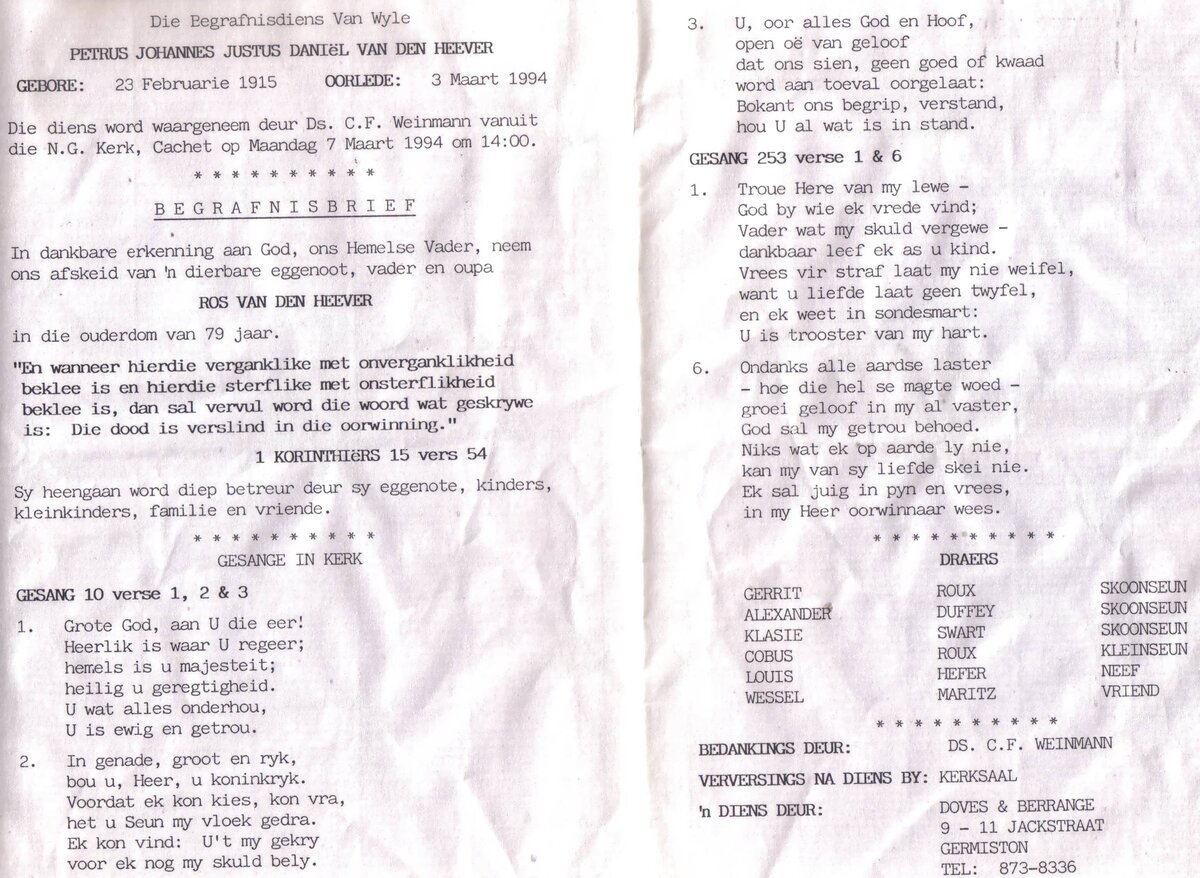 Die Begrafnisdiens Van Wyle
PETRUS JOHANNES JUSTUS DANIëL VAN DEN HEEVER
GEBORE: 23 Februarie 1915 OORLEDE: 3 Maart 1994
Die diens word waargeneem deur Ds. C.F. Weinmann vanuit
die N.G. Kerk, Cachet op Maandag 7 Maart 1994 om 14:00.
* * * * * * * * * *
B E G R A F N I S B R I E F
In dankbare erkenning aan God, ons Hemelse Vader, neem
ons afskeid van 'n dierbare eggenoot, vader en oupa
ROS VAN DEN HEEVER
in die ouderdom van 79 jaar.
"En wanneer hierdie verganklike met onverganklikheid
beklee is en hierdie sterflike met onsterflikheid
beklee is, dan sal vervul word die woord wat geskrywe
is: Die dood is verslind in die oorwinning."
1 KORINTHIëRS 15 vers 54
Sy heengaan word diep betreur deur sy eggenote, kinders,
kleinkinders, familie en vriende.
* * * * * * * * * *
GESANGE IN KERK
GESANG 10 verse 1, 2 & 3
1. Grote God, aan U die eer!
Heerlik is waar U regeer;
hemels is u majesteit;
heilig u geregtigheid.
U wat alles onderhou,
U is ewig en getrou.
2. In genade, groot en ryk,
bou u, Heer, u koninkryk.
Voordat ek kon kies, kon vra,
het u Seun my vloek gedra.
Ek kon vind: U't my gekry
voor ek nog my skuld bely.
3. U, oor alles God en Hoof,
open oë van geloof
dat ons sien, geen goed of kwaad
word aan toeval oorgelaat:
Bokant ons begrip, verstand,
hou U al wat is in stand.
GESANG 253 verse 1 & 6
1. Troue Here van my lewe -
God by wie ek vrede vind;
Vader wat my skuld vergewe -
dankbaar leef ek as u kind.
Vrees vir straf laat my nie weifel,
want u liefde laat geen twyfel,
en ek weet in sondesmart:
U is trooster van my hart.
6. Ondanks alle aardse laster
- hoe die hel se magte woed -
groei geloof in my al vaster,
God sal my getrou behoed.
Niks wat ek op aarde ly nie,
kan my van sy liefde skei nie.
Ek sal juig in pyn en vrees,
in my Heer oorwinnaar wees.
* * * * * * * * * *
DRAERS
GERRIT ROUX SKOONSEUN
ALEXANDER DUFFEY SKOONSEUN
KLASIE SWART SKOONSEUN
COBUS ROUX KLEINSEUN
LOUIS HEFER NEEF
WESSEL MARITZ VRIEND
* * * * * * * * * *
BEDANKINGS DEUR: DS. C.F. WEINMANN
VERVERSINGS NA DIENS BY: KERKSAAL
'n DIENS DEUR: DOVES & BERRANGE
9 - 11 JACKSTRAAT
GERMISTON
TEL: 873-8336